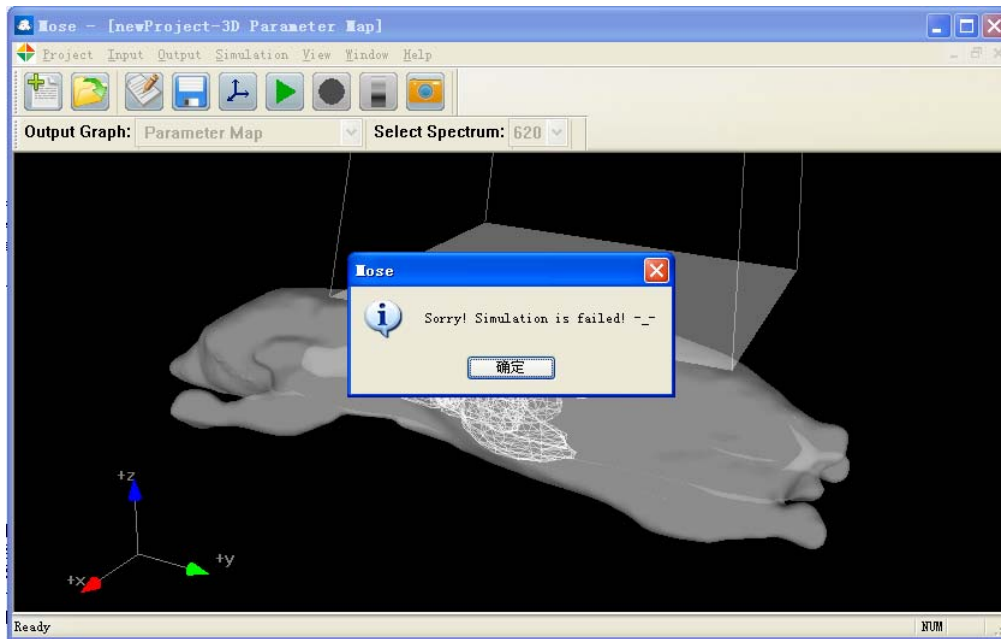 Mose - [newProject-3D Parameter Map]
Project Input Output Simulation View Window Help
Output Graph: Parameter Map Select Spectrum: 620
Mose
Sorry! Simulation is failed! -_-
确定
+z
+y
+x
Ready NUM